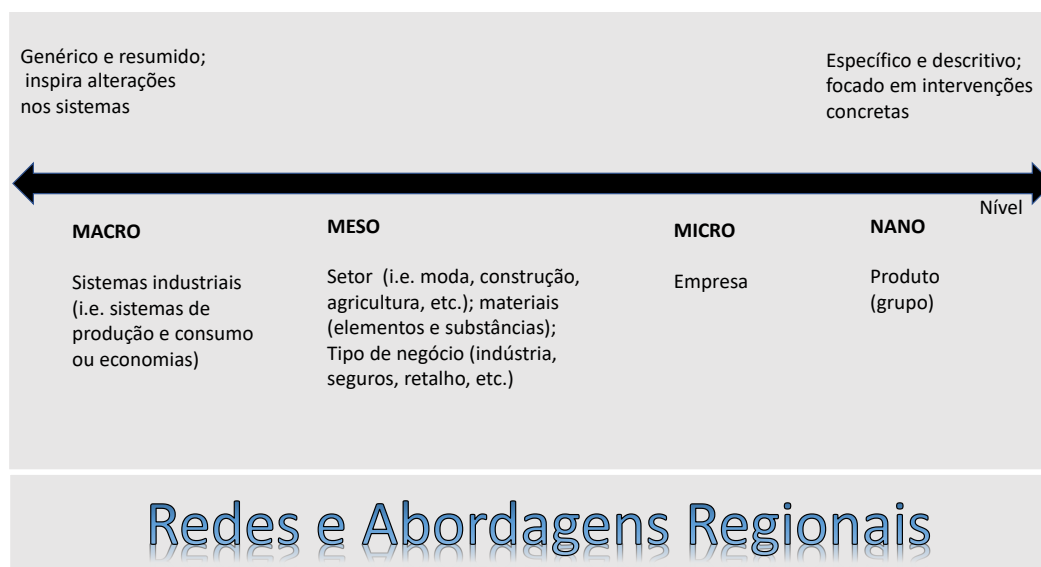 Genérico e resumido;
inspira alterações
nos sistemas
Específico e descritivo;
focado em intervenções
concretas
Nível
MACRO
Sistemas industriais
(i.e. sistemas de
produção e consumo
ou economias)
MESO
Setor (i.e. moda, construção,
agricultura, etc.); materiais
(elementos e substâncias);
Tipo de negócio (indústria,
seguros, retalho, etc.)
MICRO
Empresa
NANO
Produto
(grupo)
Redes e Abordagens Regionais